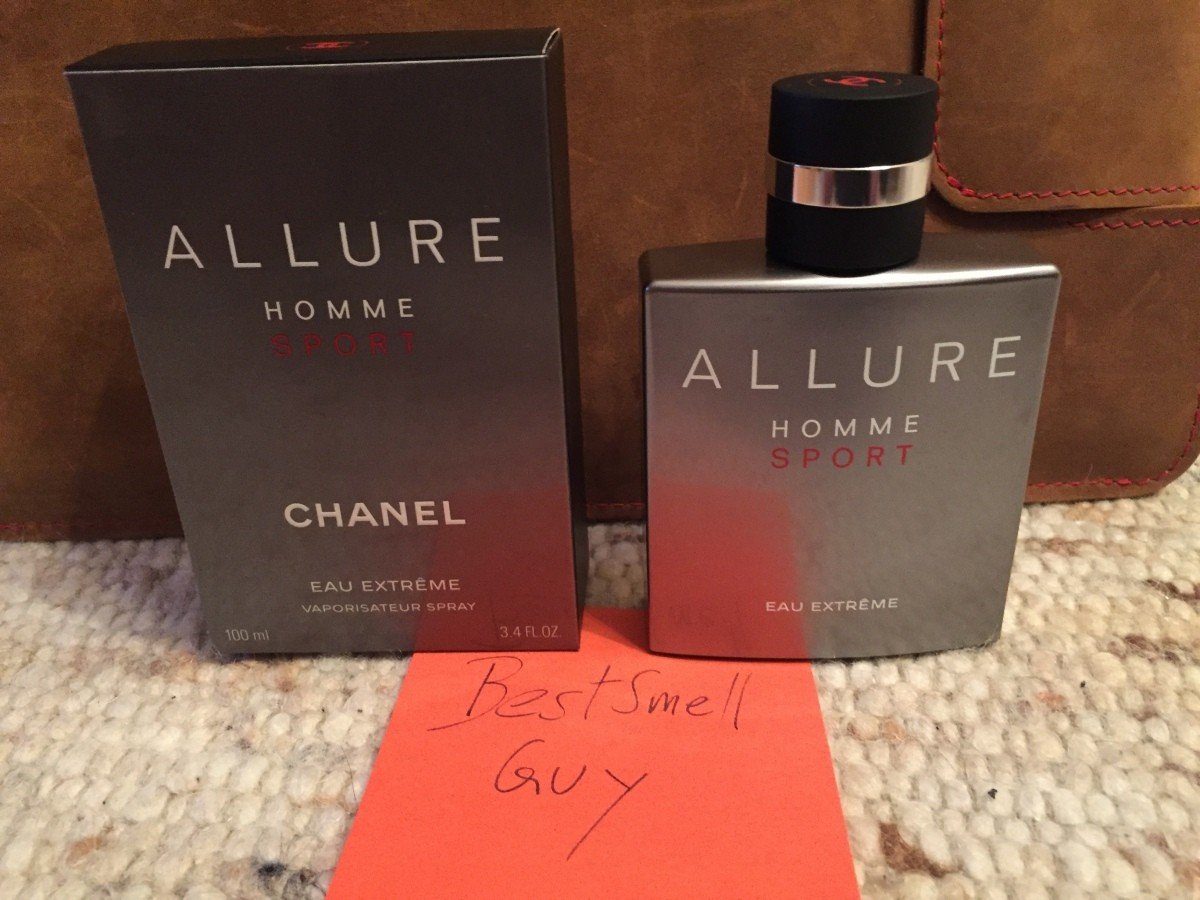 ALLURE
HOMME
SPORT
CHANEL
EAU EXTRÊME
VAPORISATEUR SPRAY
100 ml
3.4 FL.OZ.
ALLURE
HOMME
SPORT
EAU EXTRÊME
BestSmell
Guy